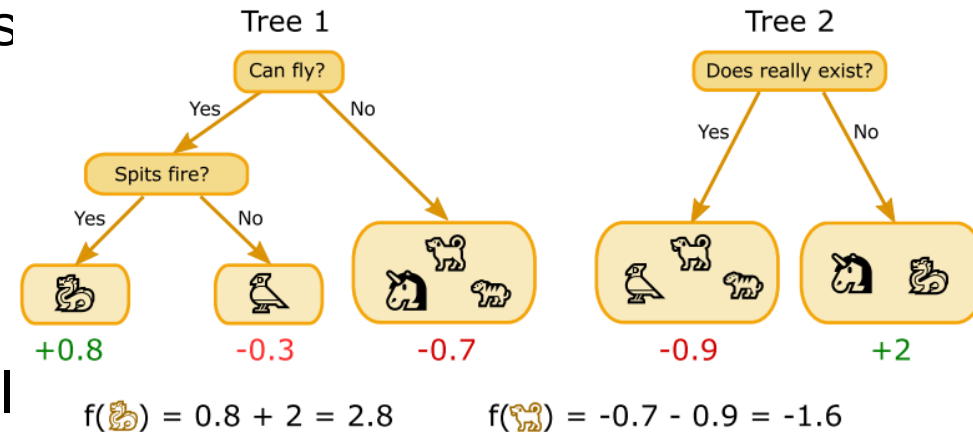 s
Tree 1
Tree 2
Can fly?
Does really exist?
Yes
No
Yes
No
Spits fire?
Yes
No
+0.8
-0.3
-0.7
-0.9
+2
f( ) = 0.8 + 2 = 2.8
f( ) = -0.7 - 0.9 = -1.6